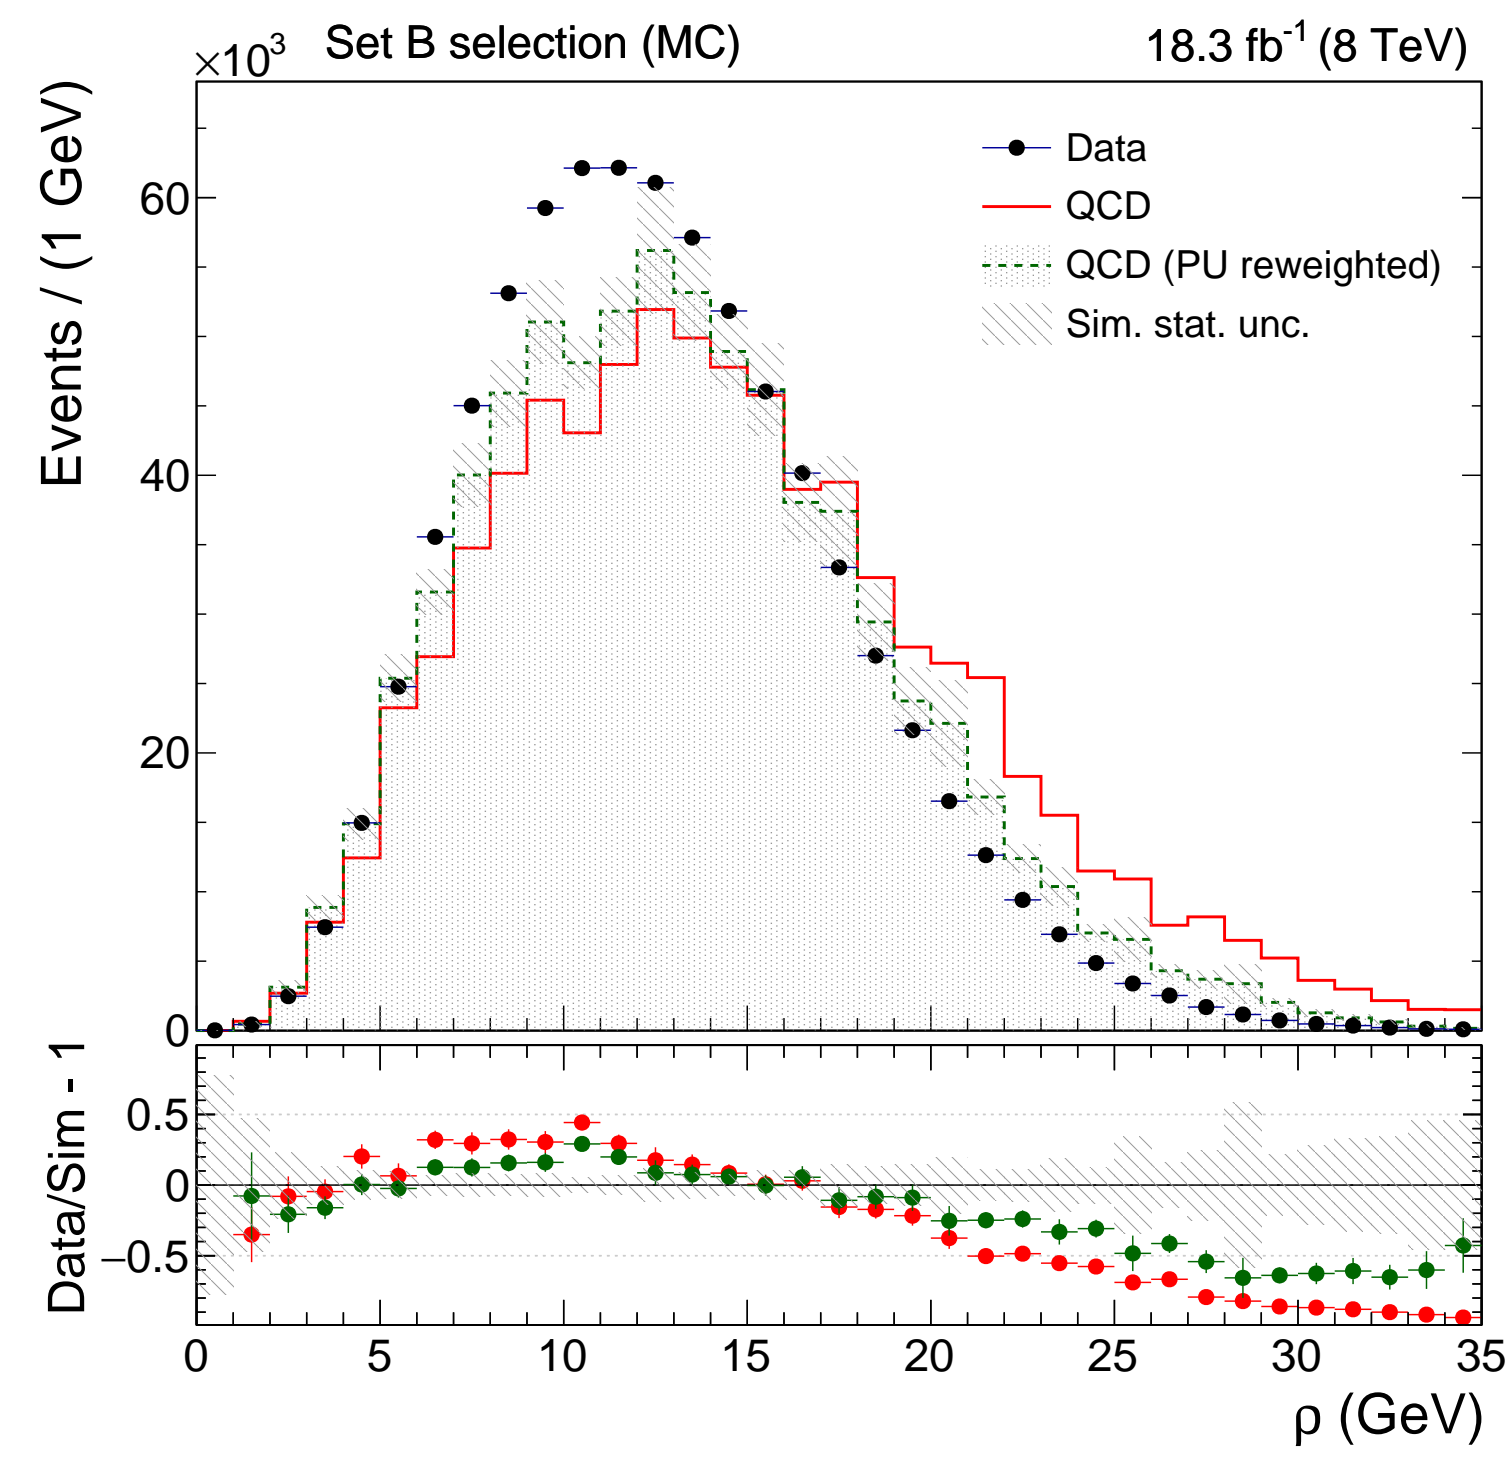 ×10³ Set B selection (MC) 18.3 fb⁻¹ (8 TeV)
Events / (1 GeV)
60
40
20
0
Data
QCD
QCD (PU reweighted)
Sim. stat. unc.
Data/Sim - 1
0.5
0
−0.5
0 5 10 15 20 25 30 35
ρ (GeV)